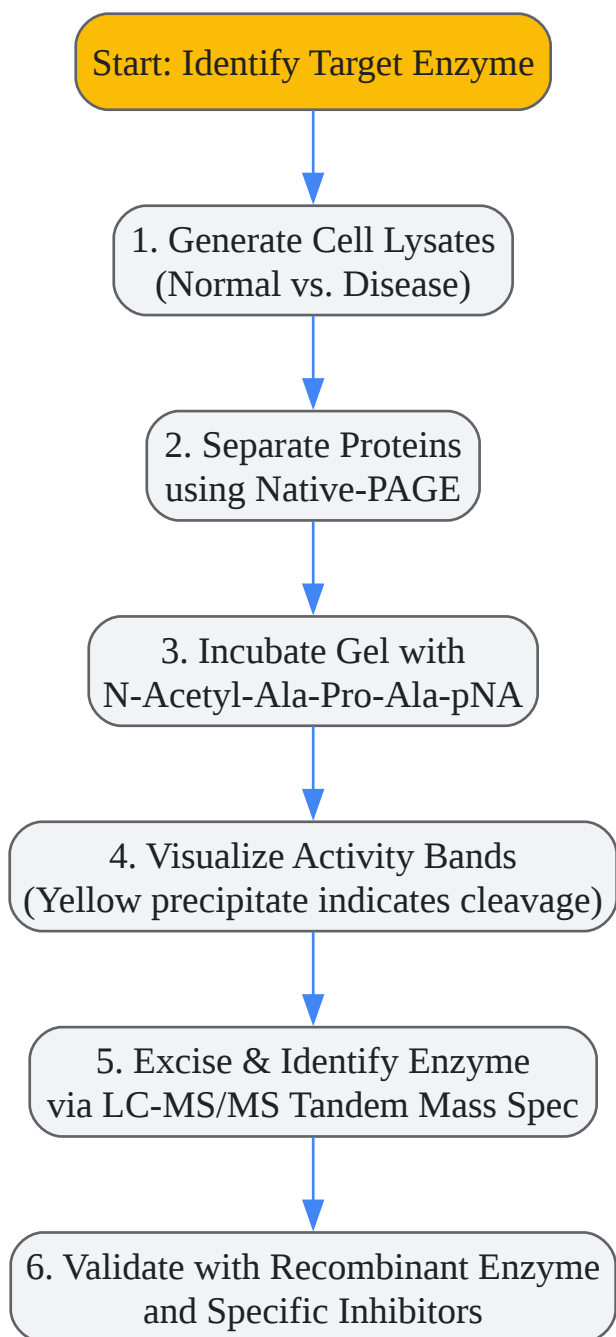 Start: Identify Target Enzyme
1. Generate Cell Lysates
(Normal vs. Disease)
2. Separate Proteins
using Native-PAGE
3. Incubate Gel with
N-Acetyl-Ala-Pro-Ala-pNA
4. Visualize Activity Bands
(Yellow precipitate indicates cleavage)
5. Excise & Identify Enzyme
via LC-MS/MS Tandem Mass Spec
6. Validate with Recombinant Enzyme
and Specific Inhibitors